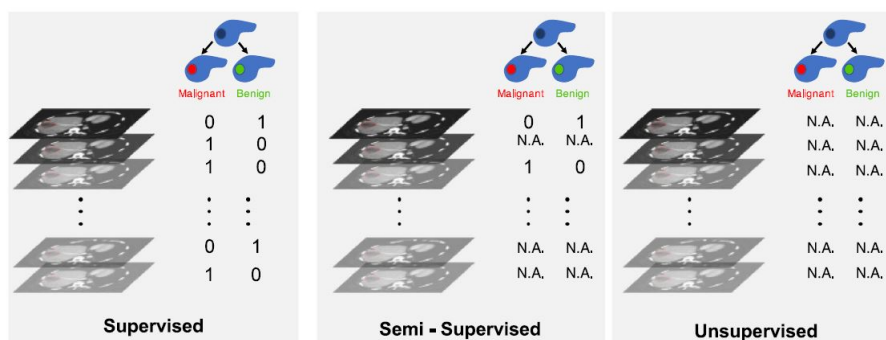 Malignant Benign
0 1
1 0
1 0
0 1
1 0
Supervised
Malignant Benign
0 1
N.A. N.A.
1 0
N.A. N.A.
N.A. N.A.
Semi - Supervised
Malignant Benign
N.A. N.A.
N.A. N.A.
N.A. N.A.
N.A. N.A.
N.A. N.A.
Unsupervised